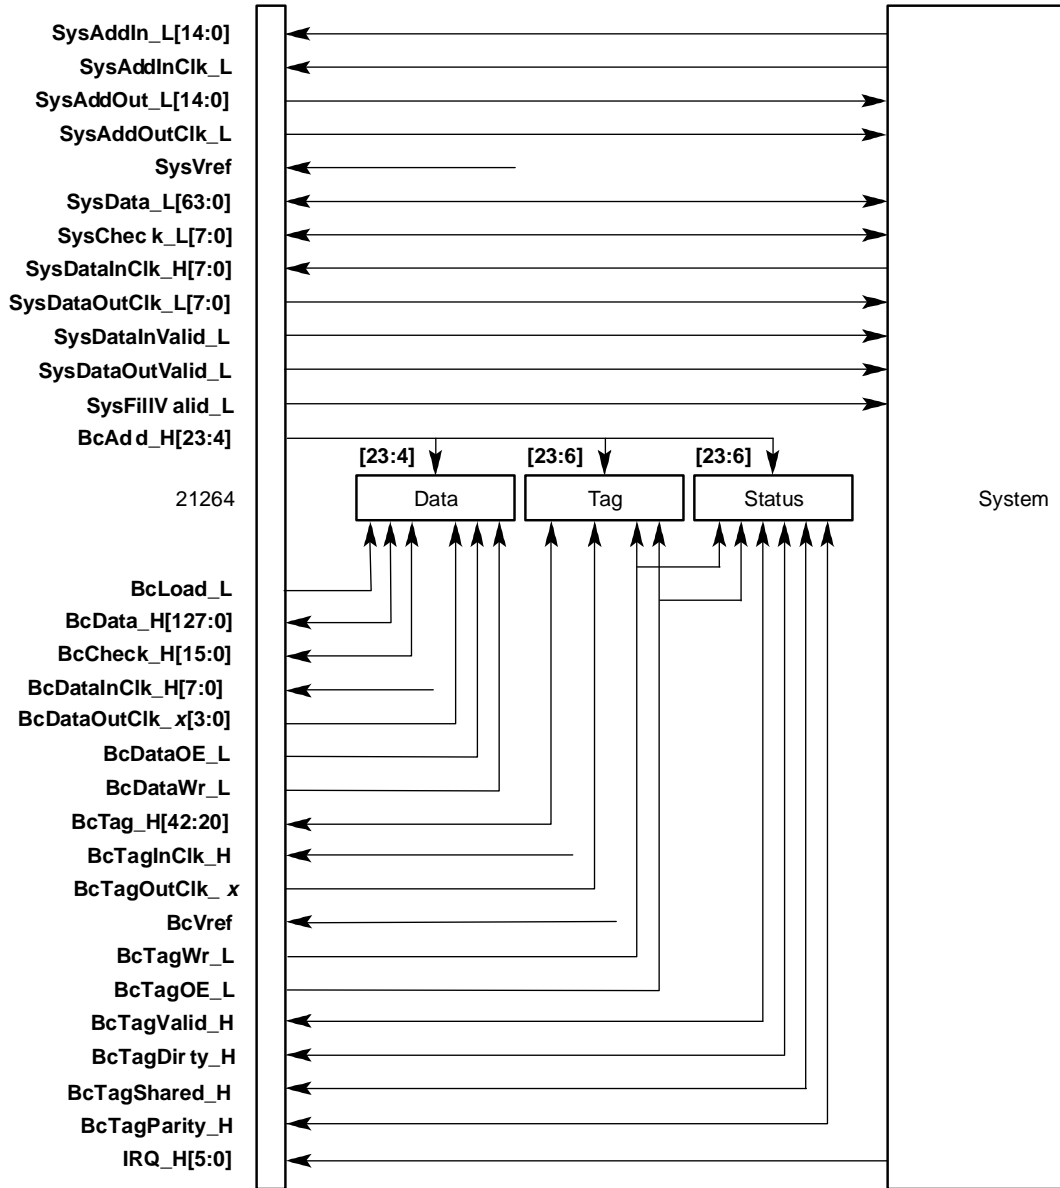 SysAddIn_L[14:0]
SysAddInClk_L
SysAddOut_L[14:0]
SysAddOutClk_L
SysVref
SysData_L[63:0]
SysChec k_L[7:0]
SysDataInClk_H[7:0]
SysDataOutClk_L[7:0]
SysDataInValid_L
SysDataOutValid_L
SysFillV alid_L
BcAd d_H[23:4]
[23:4] [23:6] [23:6]
21264 Data Tag Status System
BcLoad_L
BcData_H[127:0]
BcCheck_H[15:0]
BcDataInClk_H[7:0]
BcDataOutClk_x[3:0]
BcDataOE_L
BcDataWr_L
BcTag_H[42:20]
BcTagInClk_H
BcTagOutClk_ x
BcVref
BcTagWr_L
BcTagOE_L
BcTagValid_H
BcTagDir ty_H
BcTagShared_H
BcTagParity_H
IRQ_H[5:0]